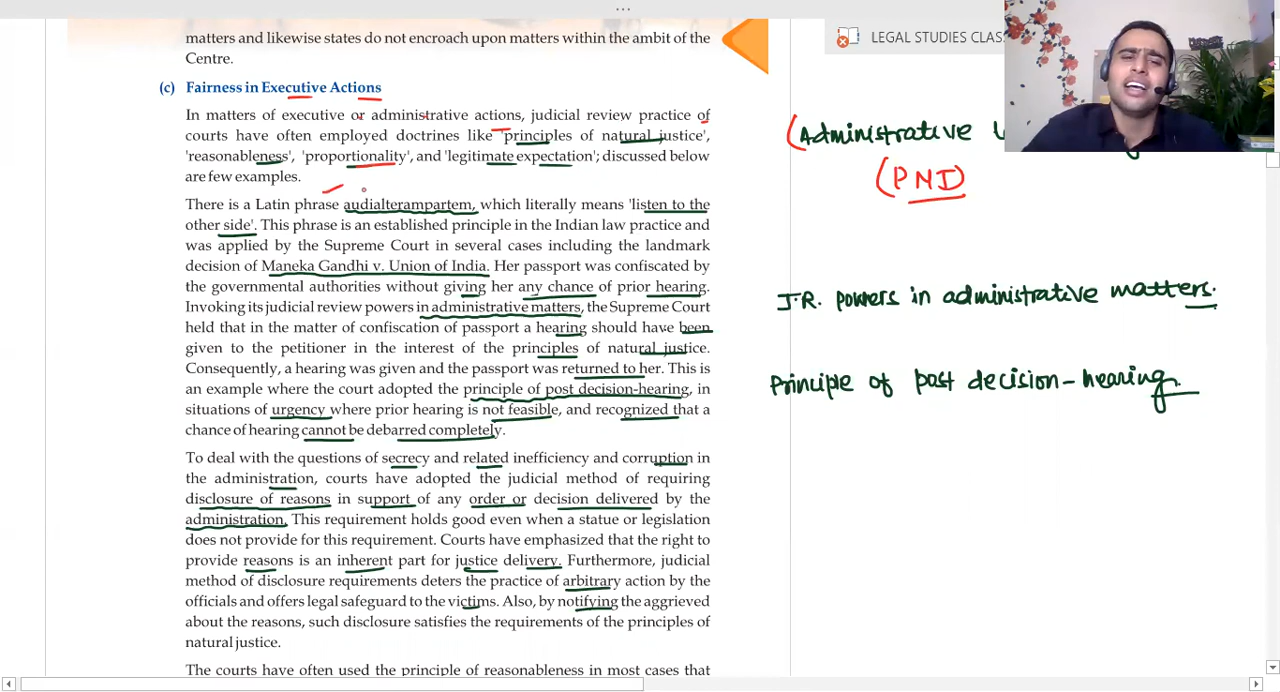 matters and likewise states do not encroach upon matters within the ambit of the
Centre.
(c) Fairness in Executive Actions
In matters of executive or administrative actions, judicial review practice of
courts have often employed doctrines like 'principles of natural justice',
'reasonableness', 'proportionality', and 'legitimate expectation'; discussed below
are few examples.
There is a Latin phrase audialterampartem, which literally means 'listen to the
other side'. This phrase is an established principle in the Indian law practice and
was applied by the Supreme Court in several cases including the landmark
decision of Maneka Gandhi v. Union of India. Her passport was confiscated by
the governmental authorities without giving her any chance of prior hearing.
Invoking its judicial review powers in administrative matters, the Supreme Court
held that in the matter of confiscation of passport a hearing should have been
given to the petitioner in the interest of the principles of natural justice.
Consequently, a hearing was given and the passport was returned to her. This is
an example where the court adopted the principle of post decision-hearing, in
situations of urgency where prior hearing is not feasible, and recognized that a
chance of hearing cannot be debarred completely.
To deal with the questions of secrecy and related inefficiency and corruption in
the administration, courts have adopted the judicial method of requiring
disclosure of reasons in support of any order or decision delivered by the
administration. This requirement holds good even when a statue or legislation
does not provide for this requirement. Courts have emphasized that the right to
provide reasons is an inherent part for justice delivery. Furthermore, judicial
method of disclosure requirements deters the practice of arbitrary action by the
officials and offers legal safeguard to the victims. Also, by notifying the aggrieved
about the reasons, such disclosure satisfies the requirements of the principles of
natural justice.
The courts have often used the principle of reasonableness in most cases that
LEGAL STUDIES
(Administrative
(PNJ)
J.R. powers in administrative matters.
Principle of post decision-hearing.